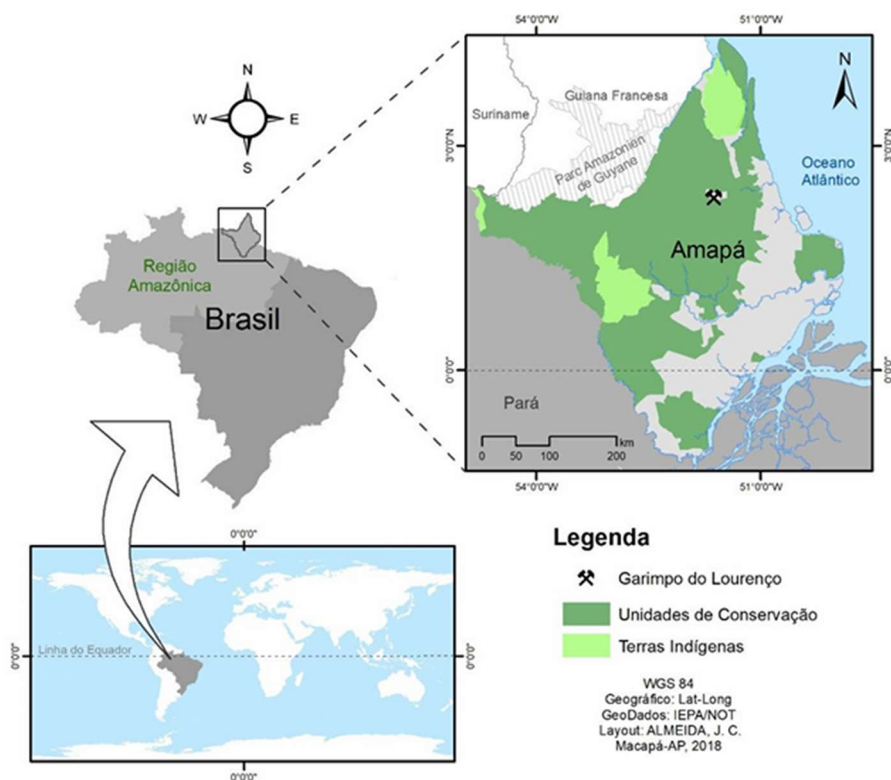 N
W
E
S
54°0'0"W
51°0'0"W
N
Suriname
Guiana Francesa
Parc Amazonien
de Guyane
3°0'0"N
3°0'0"N
Oceano
Atlântico
Amapá
Região
Amazônica
Brasil
0°0'0"
0°0'0"
Pará
0 50 100 200
km
54°0'0"W
51°0'0"W
0°0'0"
Linha do Equador
0°0'0"
0°0'0"
0°0'0"
Legenda
Garimpo do Lourenço
Unidades de Conservação
Terras Indígenas
WGS 84
Geográfico: Lat-Long
GeoDados: IEPA/NOT
Layout: ALMEIDA, J. C.
Macapá-AP, 2018